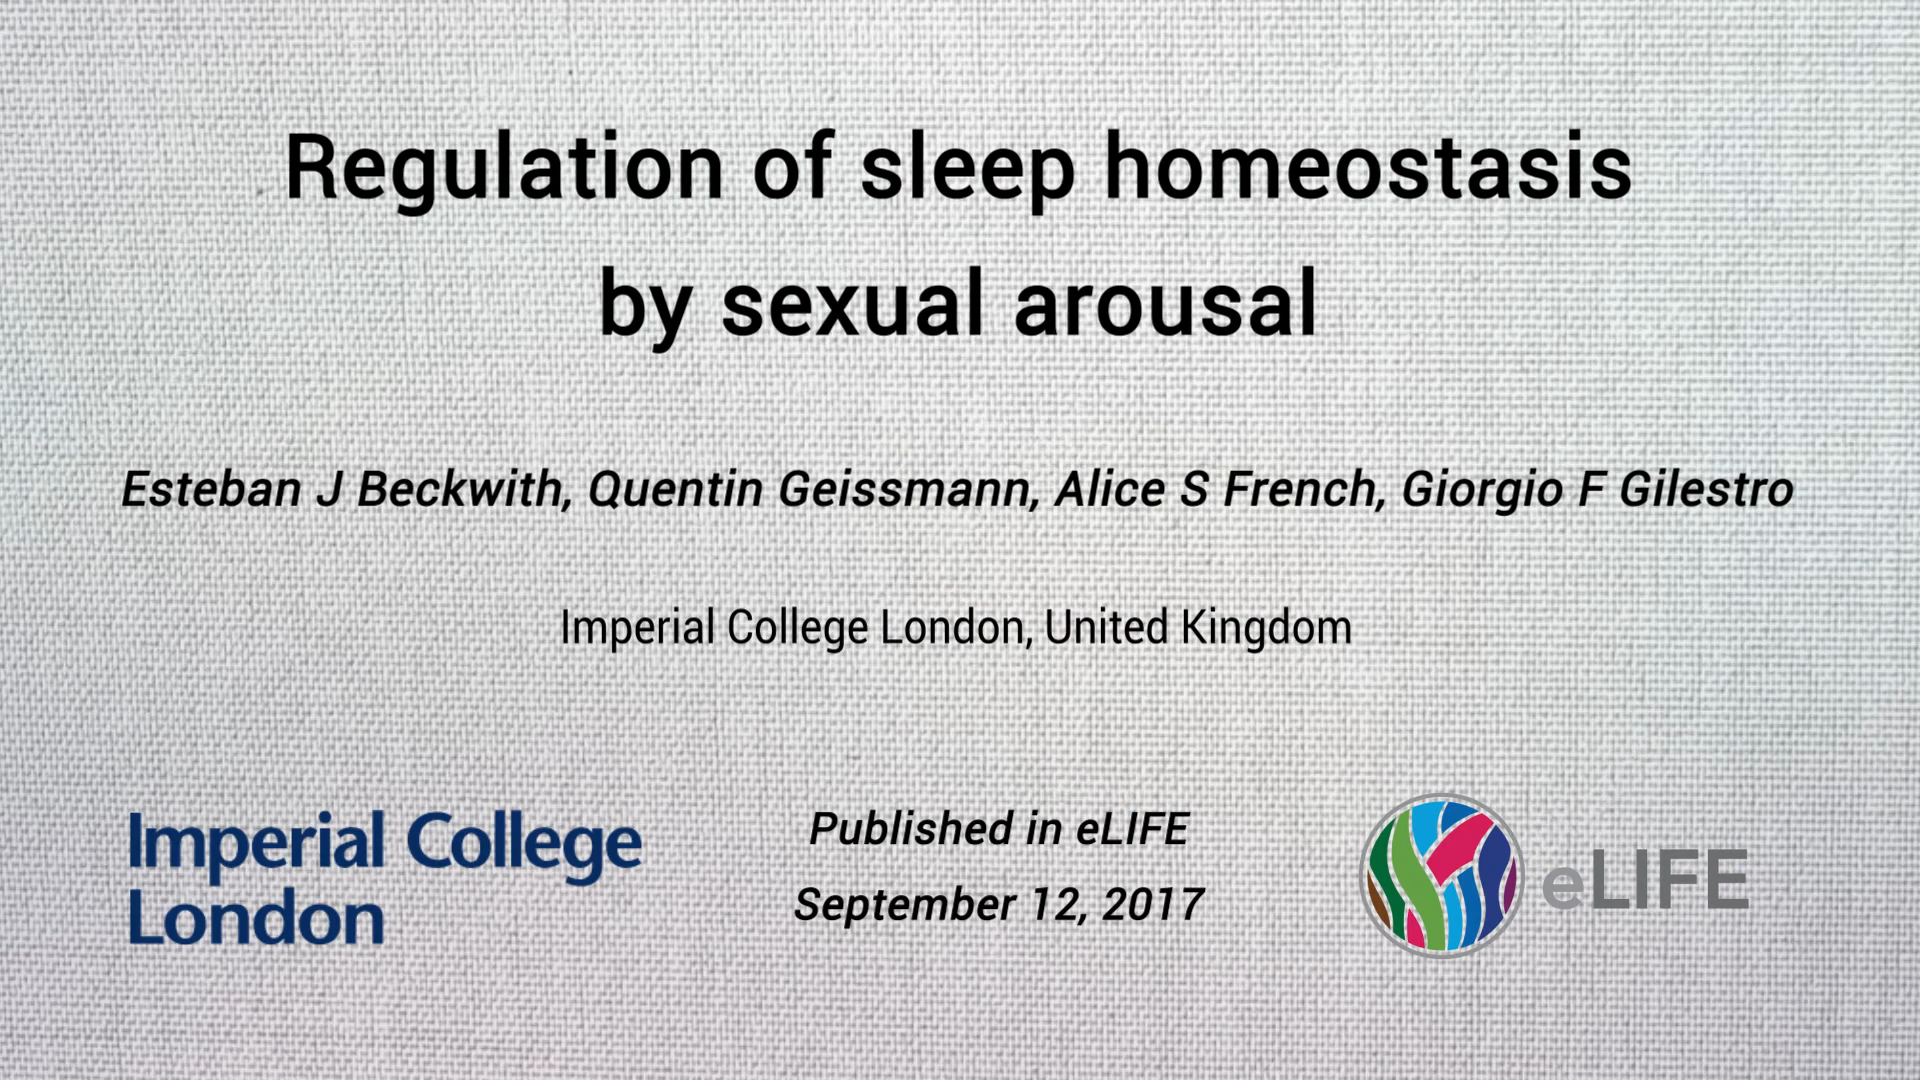 Regulation of sleep homeostasis
by sexual arousal
Esteban J Beckwith, Quentin Geissmann, Alice S French, Giorgio F Gilestro
Imperial College London, United Kingdom
Imperial College
London
Published in eLIFE
September 12, 2017
eLIFE